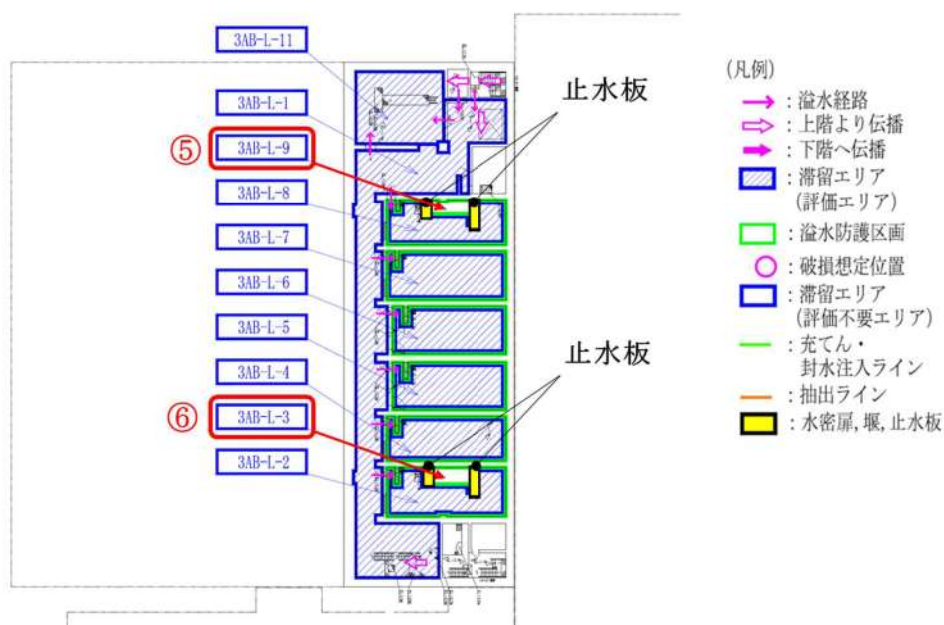 3AB-L-11
3AB-L-1
⑤
3AB-L-9
3AB-L-8
3AB-L-7
3AB-L-6
3AB-L-5
3AB-L-4
⑥
3AB-L-3
3AB-L-2
止水板
止水板
(凡例)
：溢水経路
：上階より伝播
：下階へ伝播
：滞留エリア
(評価エリア)
：溢水防護区画
：破損想定位置
：滞留エリア
(評価不要エリア)
：充てん・
封水注入ライン
：抽出ライン
：水密扉, 堰, 止水板